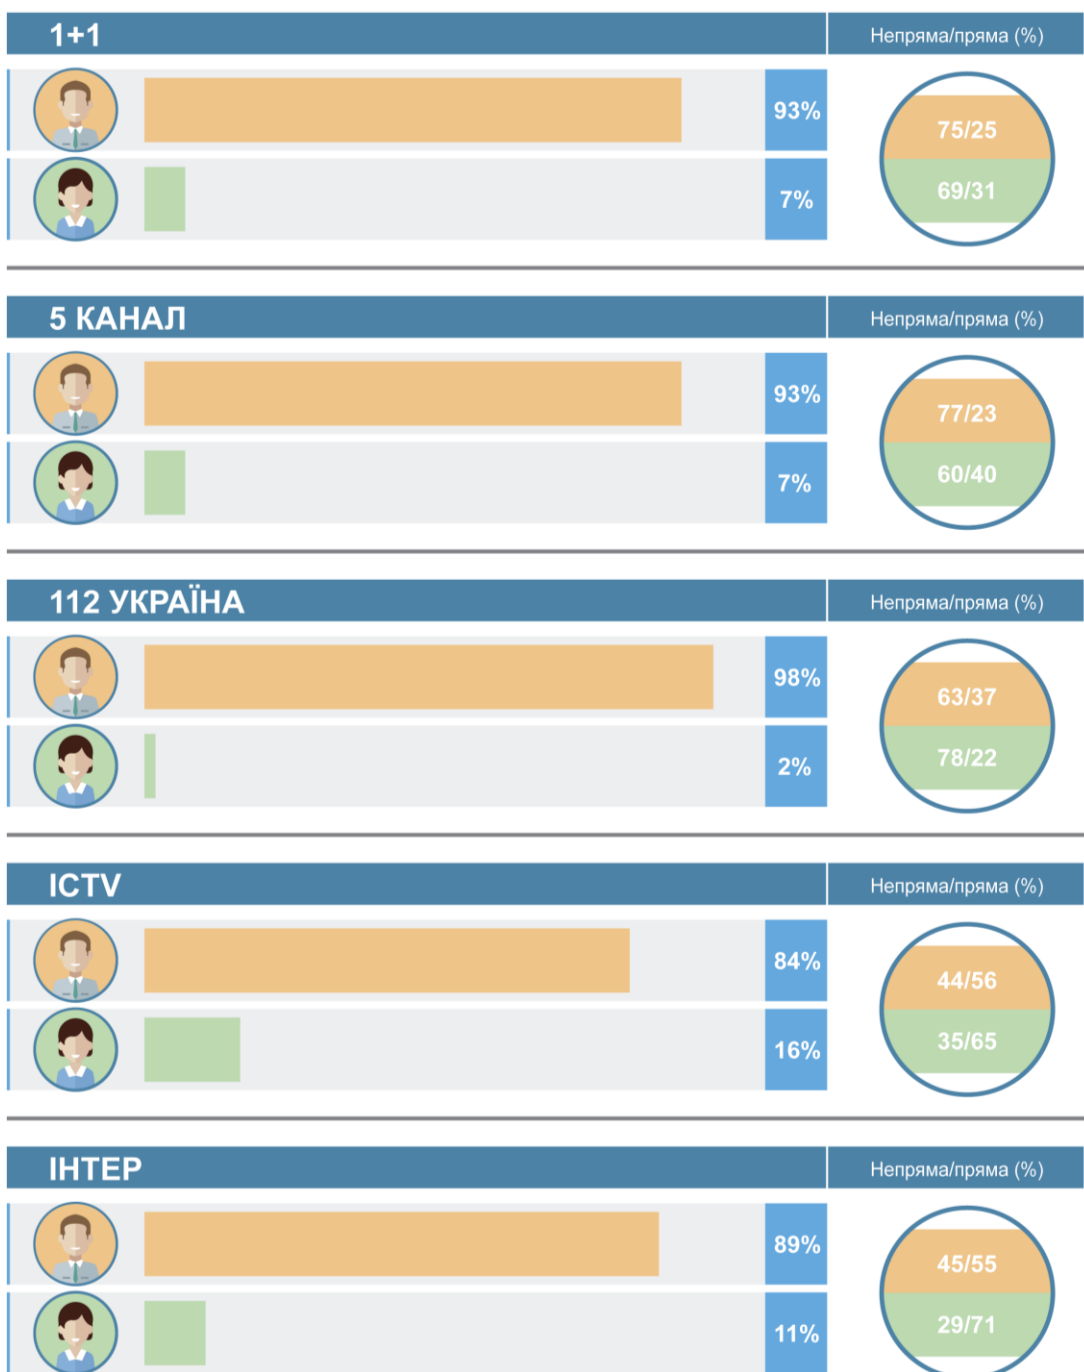 1+1 Непряма/пряма (%)
93% 75/25
7% 69/31
5 КАНАЛ Непряма/пряма (%)
93% 77/23
7% 60/40
112 УКРАЇНА Непряма/пряма (%)
98% 63/37
2% 78/22
ICTV Непряма/пряма (%)
84% 44/56
16% 35/65
ІНТЕР Непряма/пряма (%)
89% 45/55
11% 29/71